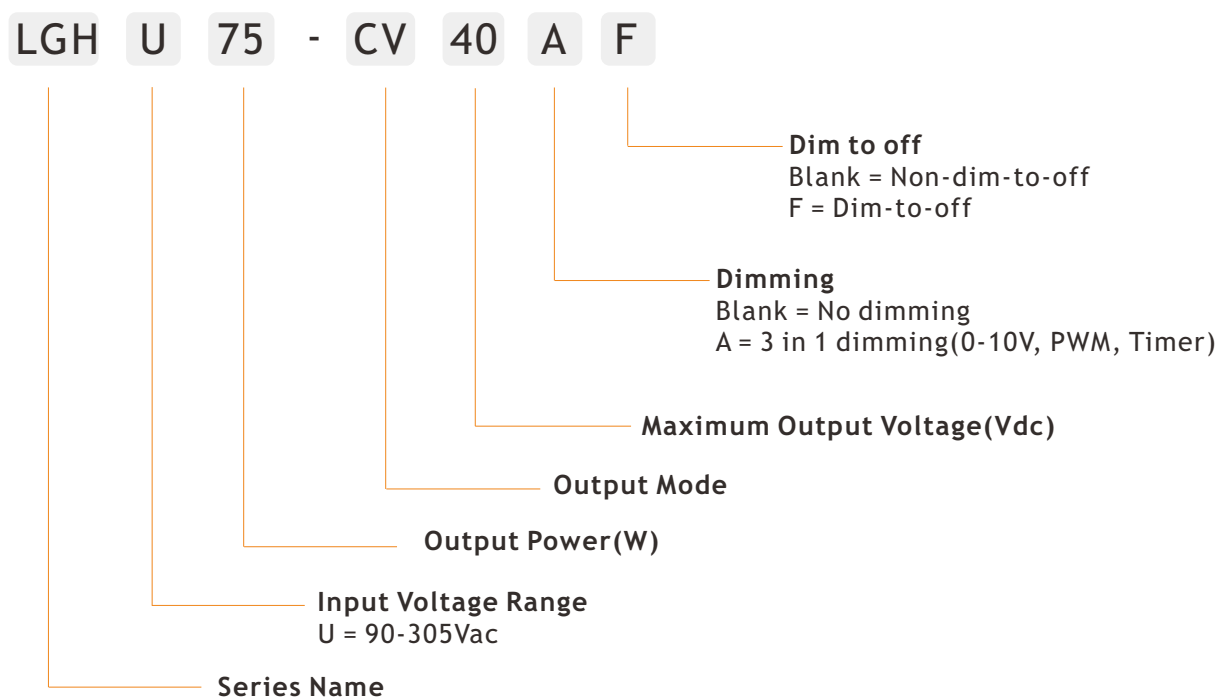 LGH U 75 - CV 40 A F
Dim to off
Blank = Non-dim-to-off
F = Dim-to-off
Dimming
Blank = No dimming
A = 3 in 1 dimming(0-10V, PWM, Timer)
Maximum Output Voltage(Vdc)
Output Mode
Output Power(W)
Input Voltage Range
U = 90-305Vac
Series Name